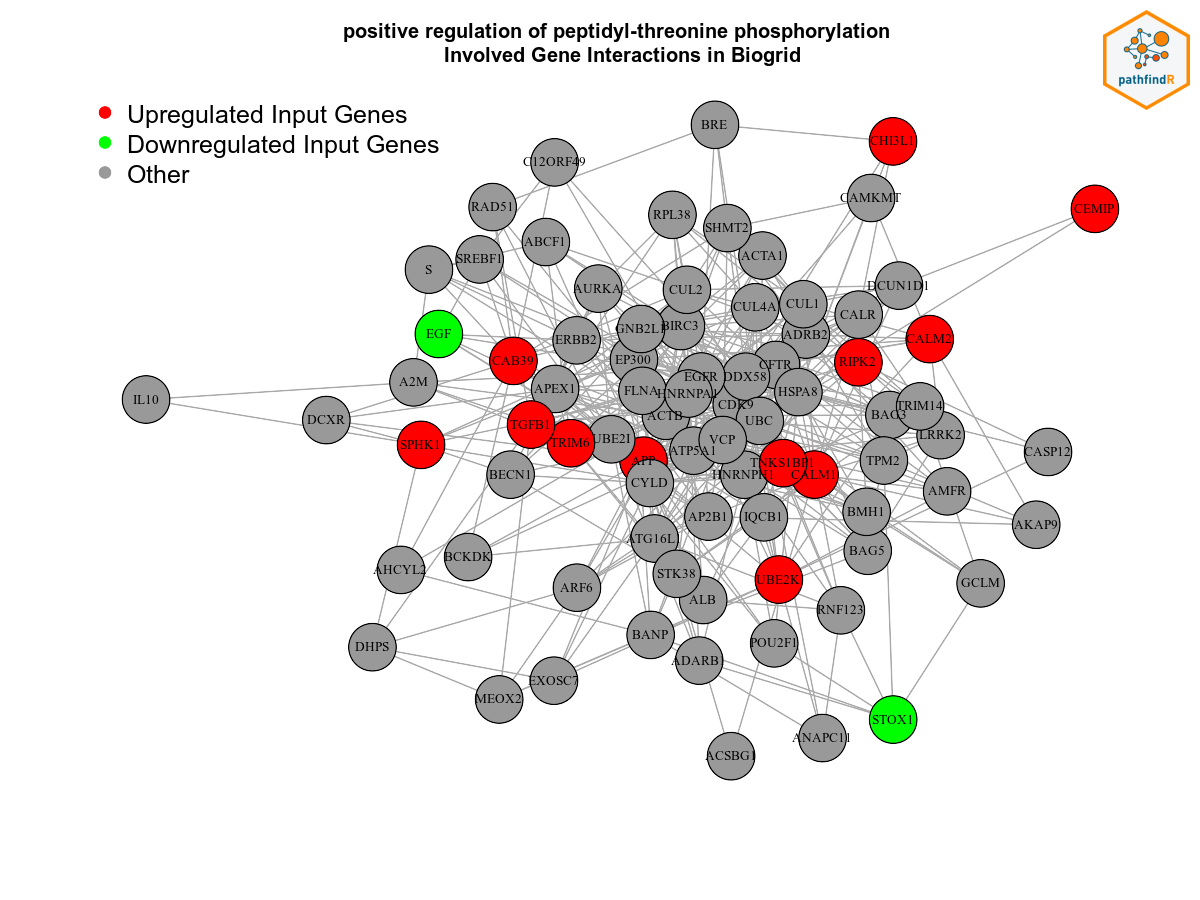 positive regulation of peptidyl-threonine phosphorylation
Involved Gene Interactions in Biogrid
pathfindR
Upregulated Input Genes
Downregulated Input Genes
Other
BRE
CHI3L1
C12ORF49
CAMKMT
RAD51
CEMIP
RPL38
SHMT2
ABCF1
ACTA1
SREBF1
S
DCUN1D1
AURKA
CUL2
CUL4A
CUL1
CALR
EGF
GNB2L1
BIRC3
ADRB2
ERBB2
CALM2
CAB39
EP300
CFTR
RIPK2
A2M
APEX1
EGFR
DDX58
FLNA
HNRNPA1
HSPA8
IL10
CDK9
TRIM14
DCXR
ACTB
UBC
BAG3
TGFB1
LRRK2
SPHK1
TRIM6
UBE2I
VCP
ATP5A1
CASP12
APP
TNKS1BP1
TPM2
BECN1
CYLD
HNRNPH1
CALM1
AMFR
AP2B1
IQCB1
BMH1
AKAP9
ATG16L
BAG5
BCKDK
AHCYL2
STK38
UBE2K
GCLM
ARF6
ALB
RNF123
BANP
POU2F1
DHPS
ADARB1
EXOSC7
MEOX2
STOX1
ANAPC11
ACSBG1